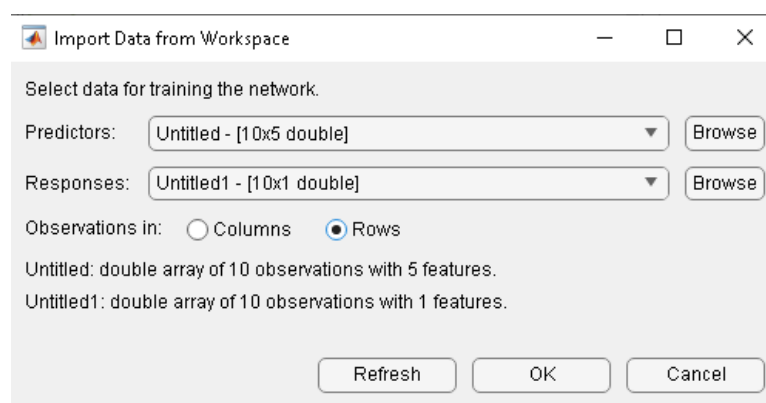 Import Data from Workspace
Select data for training the network.
Predictors: Untitled - [10x5 double] Browse
Responses: Untitled1 - [10x1 double] Browse
Observations in: Columns Rows
Untitled: double array of 10 observations with 5 features.
Untitled1: double array of 10 observations with 1 features.
Refresh OK Cancel